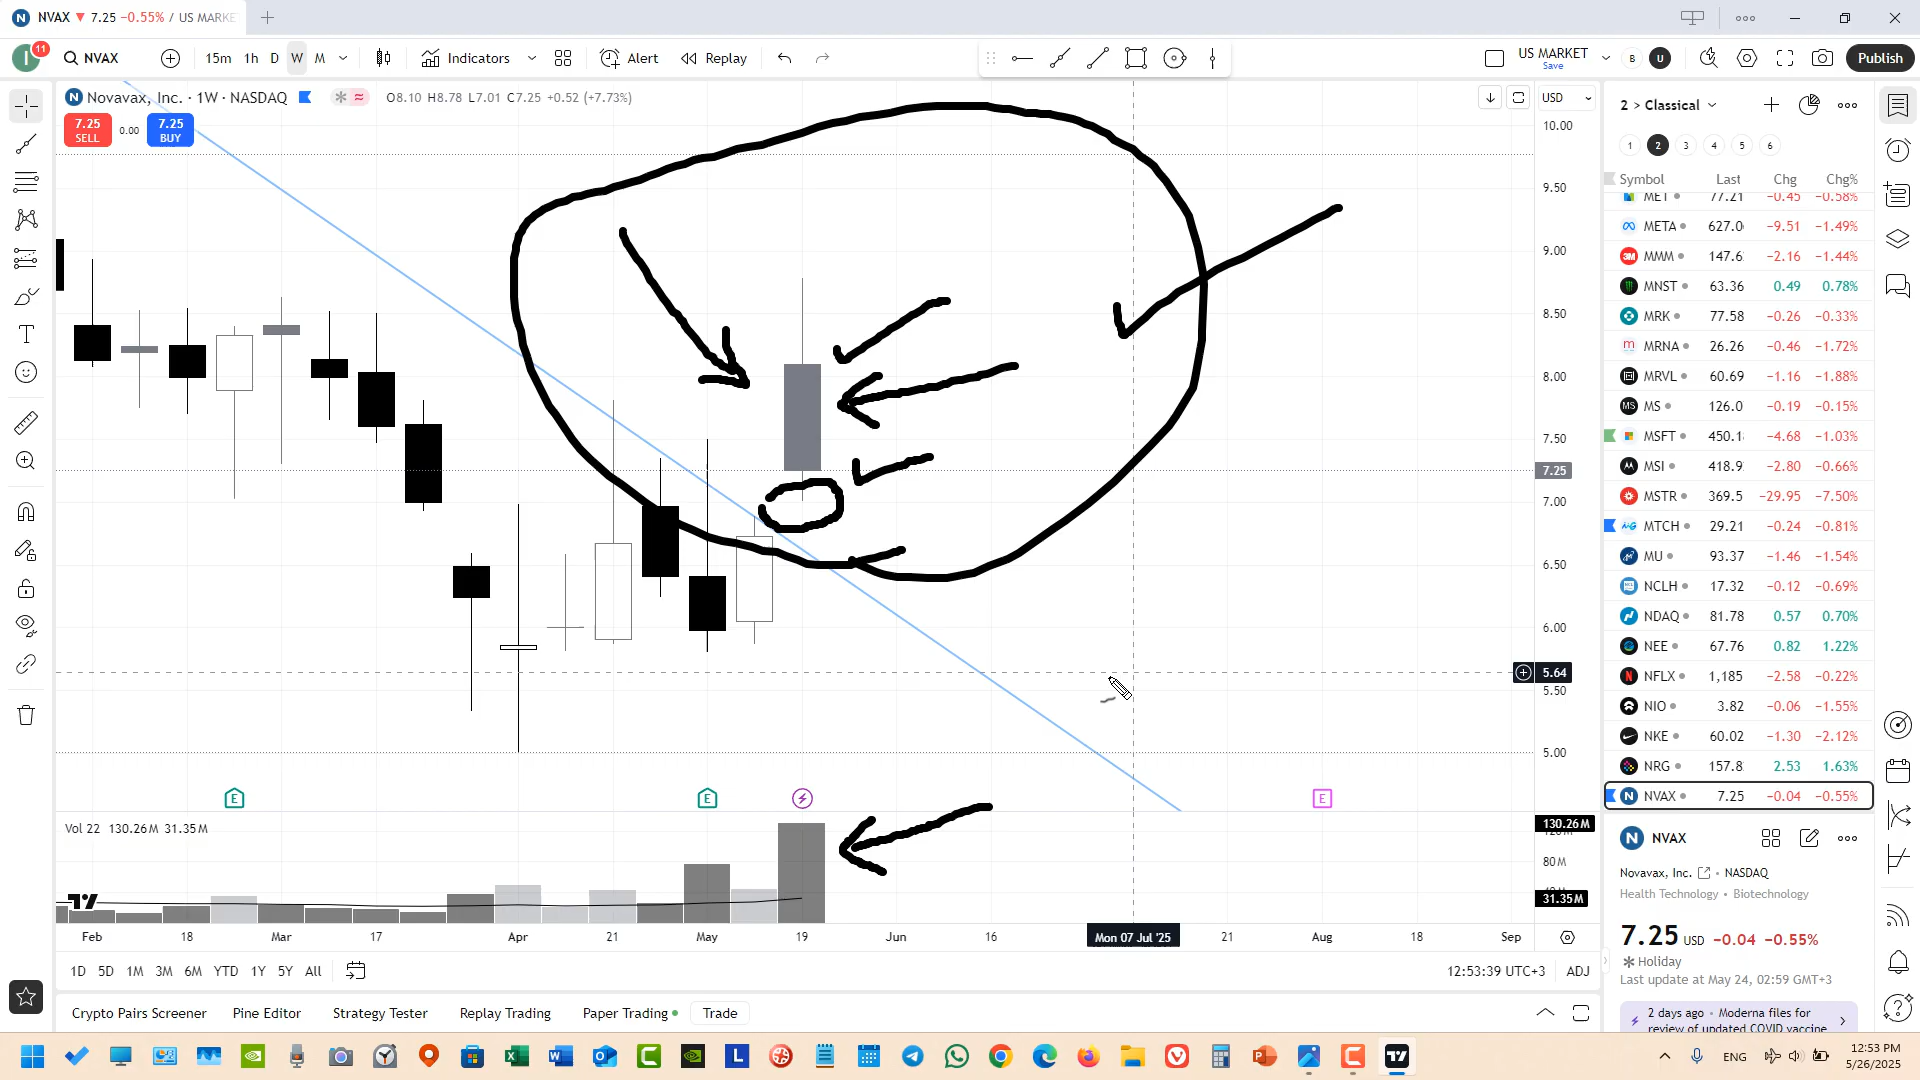 NVAX ▼ 7.25 −0.55% / US MARKE
11
NVAX
15m 1h D W M
Indicators
Alert
Replay
US MARKET
Save
B
U
Publish
Novavax, Inc. · 1W · NASDAQ
O8.10 H8.78 L7.01 C7.25 +0.52 (+7.73%)
7.25
SELL
0.00
7.25
BUY
USD
10.00
9.50
9.00
8.50
8.00
7.50
7.25
7.00
6.50
6.00
5.64
5.50
5.00
E E E
Vol 22 130.26M 31.35M
130.26M
80M
31.35M
Feb 18 Mar 17 Apr 21 May 19 Jun 16 Mon 07 Jul '25 21 Aug 18 Sep
1D 5D 1M 3M 6M YTD 1Y 5Y All
12:53:39 UTC+3 ADJ
Crypto Pairs Screener Pine Editor Strategy Tester Replay Trading Paper Trading Trade
2 > Classical
1 2 3 4 5 6
Symbol Last Chg Chg%
MET 77.21 −0.45 −0.58%
META 627.0 −9.51 −1.49%
MMM 147.6 −2.16 −1.44%
MNST 63.36 0.49 0.78%
MRK 77.58 −0.26 −0.33%
MRNA 26.26 −0.46 −1.72%
MRVL 60.69 −1.16 −1.88%
MS 126.0 −0.19 −0.15%
MSFT 450.1 −4.68 −1.03%
MSI 418.9 −2.80 −0.66%
MSTR 369.5 −29.95 −7.50%
MTCH 29.21 −0.24 −0.81%
MU 93.37 −1.46 −1.54%
NCLH 17.32 −0.12 −0.69%
NDAQ 81.78 0.57 0.70%
NEE 67.76 0.82 1.22%
NFLX 1,185 −2.58 −0.22%
NIO 3.82 −0.06 −1.55%
NKE 60.02 −1.30 −2.12%
NRG 157.8 2.53 1.63%
NVAX 7.25 −0.04 −0.55%
NVAX
Novavax, Inc. • NASDAQ
Health Technology • Biotechnology
7.25 USD −0.04 −0.55%
Holiday
Last update at May 24, 02:59 GMT+3
2 days ago • Moderna files for
review of updated COVID vaccine
ENG
12:53 PM
5/26/2025